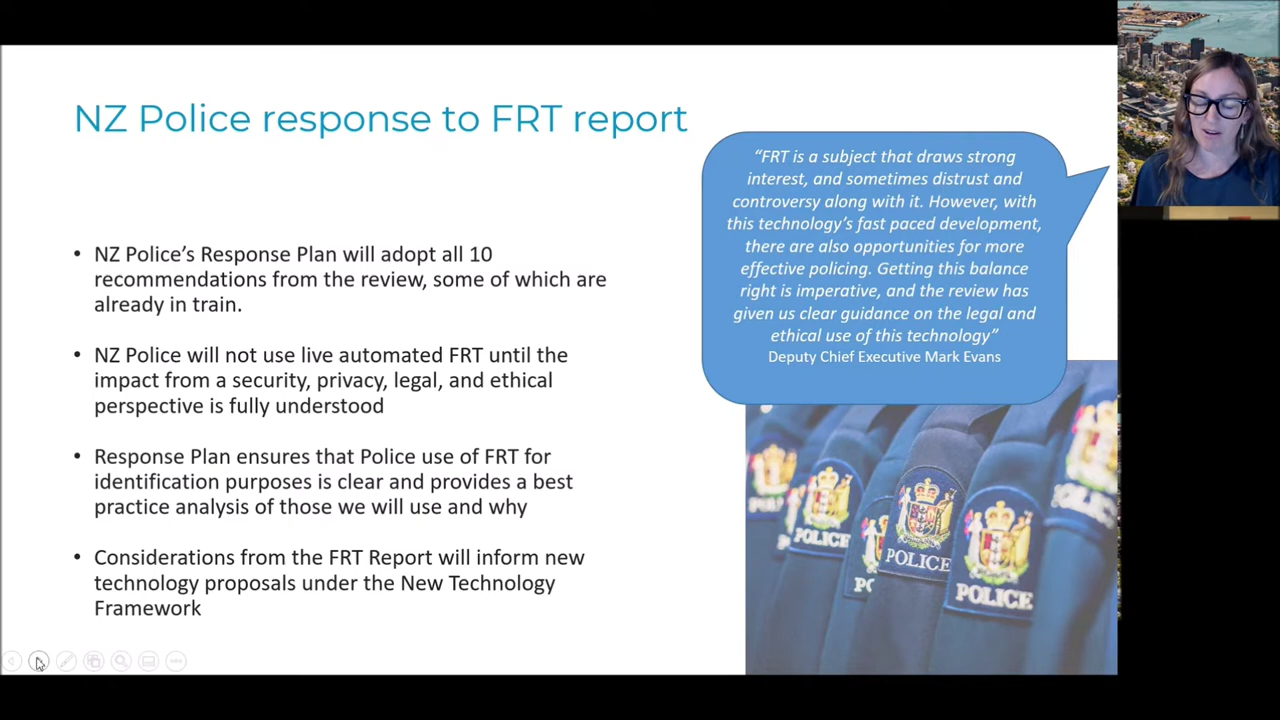 NZ Police response to FRT report
• NZ Police’s Response Plan will adopt all 10
recommendations from the review, some of which are
already in train.
• NZ Police will not use live automated FRT until the
impact from a security, privacy, legal, and ethical
perspective is fully understood
• Response Plan ensures that Police use of FRT for
identification purposes is clear and provides a best
practice analysis of those we will use and why
• Considerations from the FRT Report will inform new
technology proposals under the New Technology
Framework
“FRT is a subject that draws strong
interest, and sometimes distrust and
controversy along with it. However, with
this technology’s fast paced development,
there are also opportunities for more
effective policing. Getting this balance
right is imperative, and the review has
given us clear guidance on the legal and
ethical use of this technology”
Deputy Chief Executive Mark Evans
POLICE
POLICE
POLICE